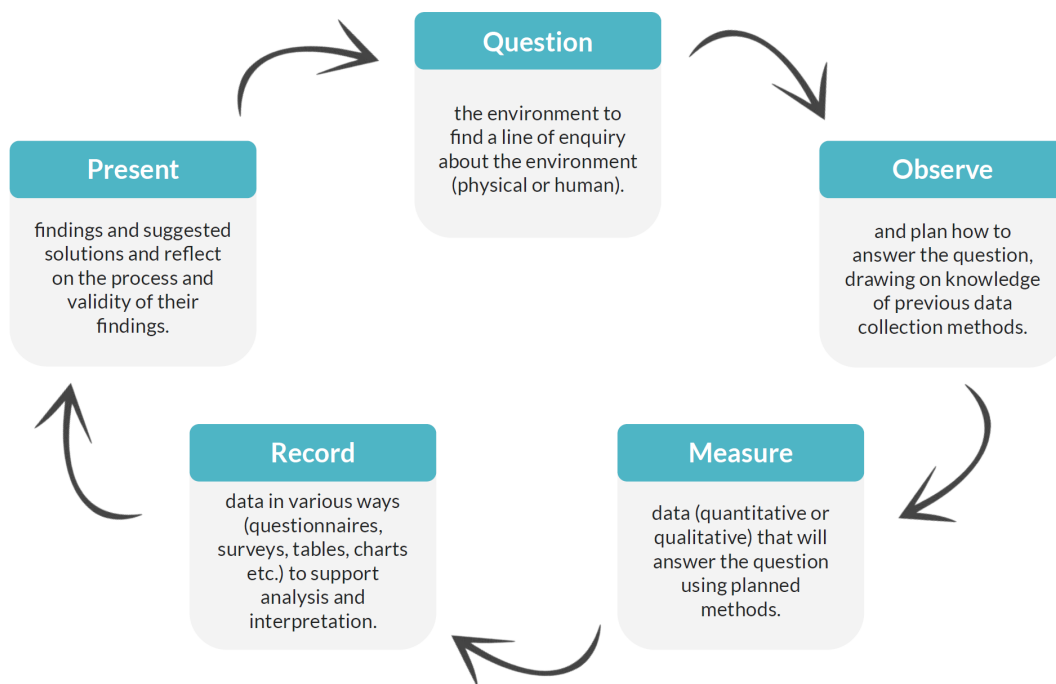 Question
the environment to
find a line of enquiry
about the environment
(physical or human).
Observe
and plan how to
answer the question,
drawing on knowledge
of previous data
collection methods.
Measure
data (quantitative or
qualitative) that will
answer the question
using planned
methods.
Record
data in various ways
(questionnaires,
surveys, tables, charts
etc.) to support
analysis and
interpretation.
Present
findings and suggested
solutions and reflect
on the process and
validity of their
findings.